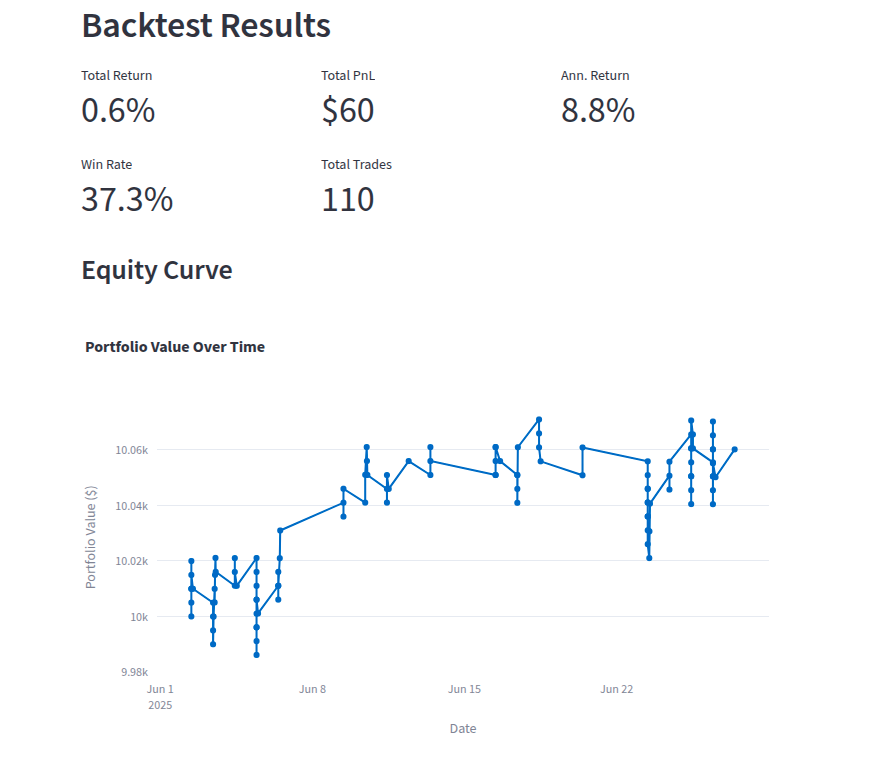 Backtest Results
Total Return
Total PnL
Ann. Return
0.6%
$60
8.8%
Win Rate
Total Trades
37.3%
110
Equity Curve
Portfolio Value Over Time
Portfolio Value ($)
10.06k
10.04k
10.02k
10k
9.98k
Jun 1
2025
Jun 8
Jun 15
Jun 22
Date